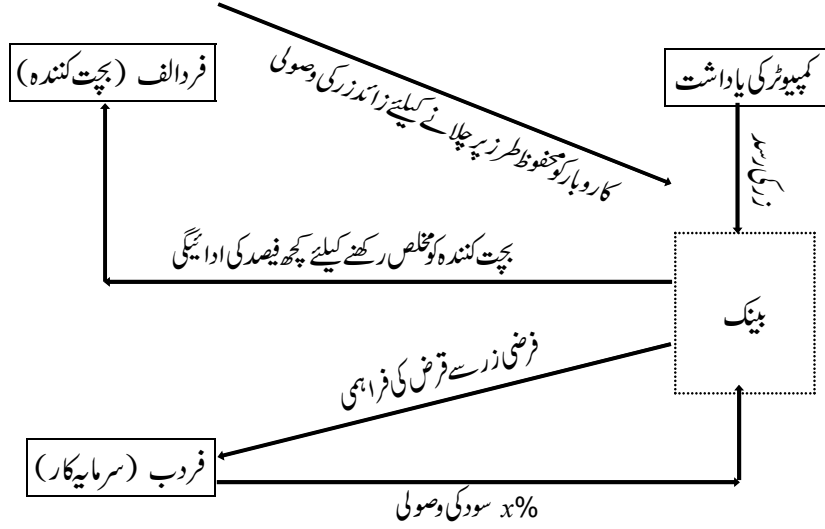 کمپیوٹر کی یاداشت
فرد الف (بچت کنندہ)
کاروبار کو محفوظ طرز پر چلانے کیلئے زائد زر کی وصولی
زر کی رسد
بچت کنندہ کو مخلص رکھنے کیلئے کچھ فیصد کی ادائیگی
بینک
فرضی زر سے قرض کی فراہمی
فرد ب (سرمایہ کار)
x% سود کی وصولی